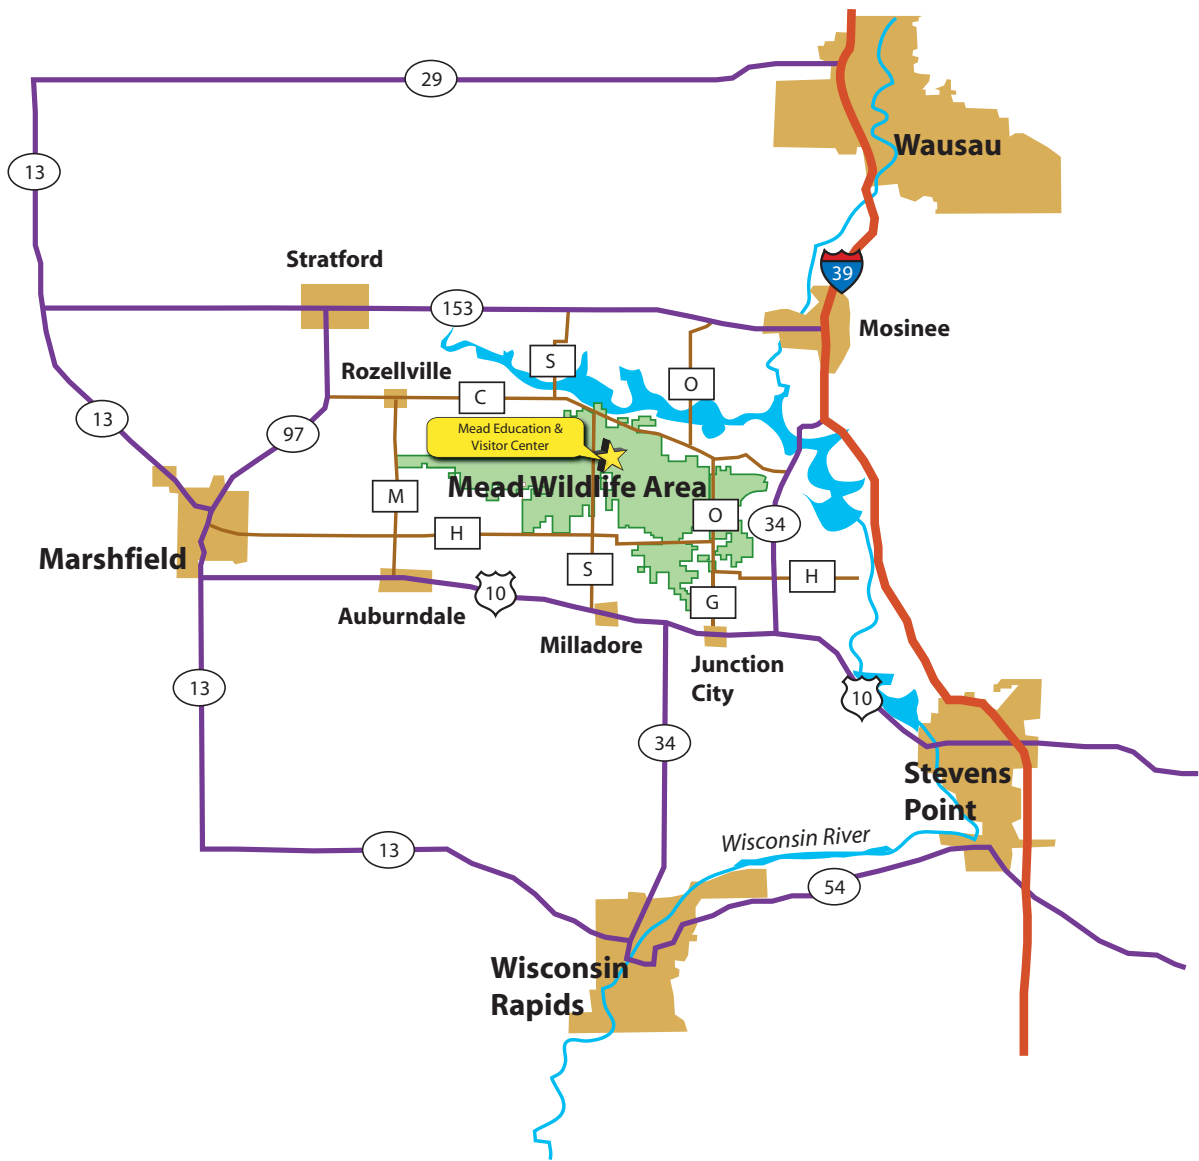 29
Wausau
13
Stratford
39
153
Mosinee
S
Rozellville
O
C
13
97
Mead Education &
Visitor Center
Mead Wildlife Area
M
O
34
H
Marshfield
S
H
10
G
Auburndale
Milladore
Junction
City
13
10
34
Stevens
Point
Wisconsin River
13
54
Wisconsin
Rapids